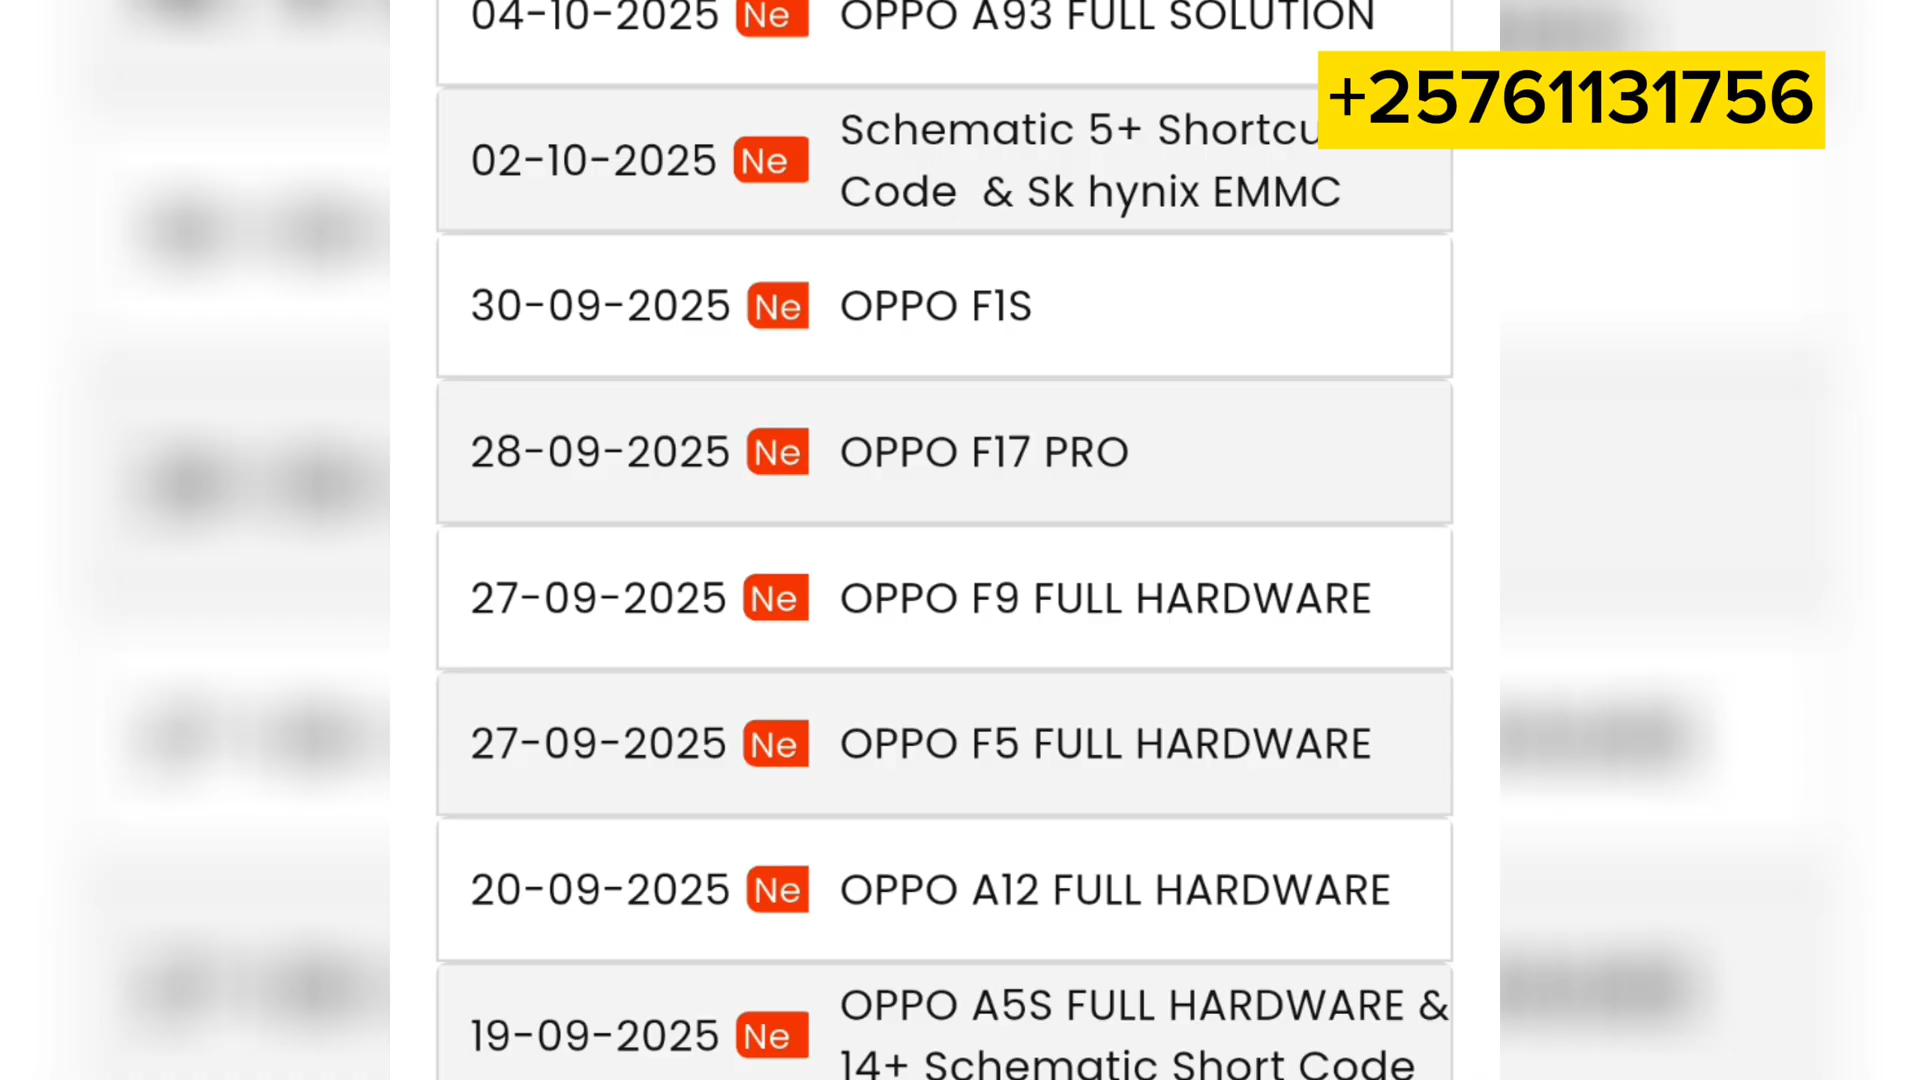 04-10-2025 Ne OPPO A93 FULL SOLUTION
+25761131756
Schematic 5+ Shortcu
02-10-2025 Ne
Code & Sk hynix EMMC
30-09-2025 Ne OPPO F1S
28-09-2025 Ne OPPO F17 PRO
27-09-2025 Ne OPPO F9 FULL HARDWARE
27-09-2025 Ne OPPO F5 FULL HARDWARE
20-09-2025 Ne OPPO A12 FULL HARDWARE
OPPO A5S FULL HARDWARE &
19-09-2025 Ne
14+ Schematic Short Code